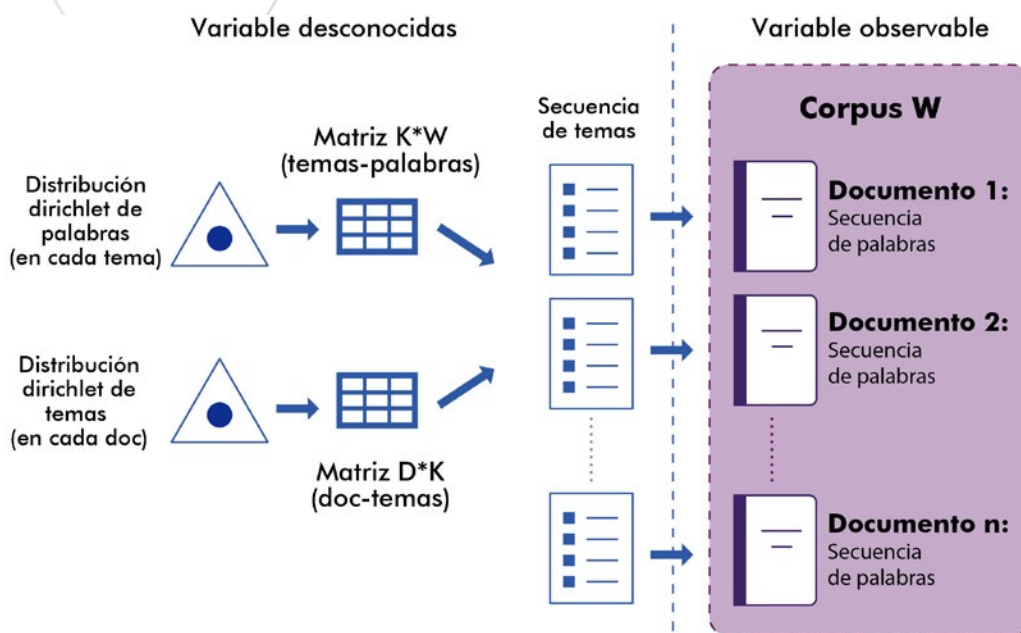 Variable desconocidas
Variable observable
Distribución
dirichlet de
palabras
(en cada tema)
Matriz K*W
(temas-palabras)
Distribución
dirichlet de
temas
(en cada doc)
Matriz D*K
(doc-temas)
Secuencia
de temas
Corpus W
Documento 1:
Secuencia
de palabras
Documento 2:
Secuencia
de palabras
Documento n:
Secuencia
de palabras